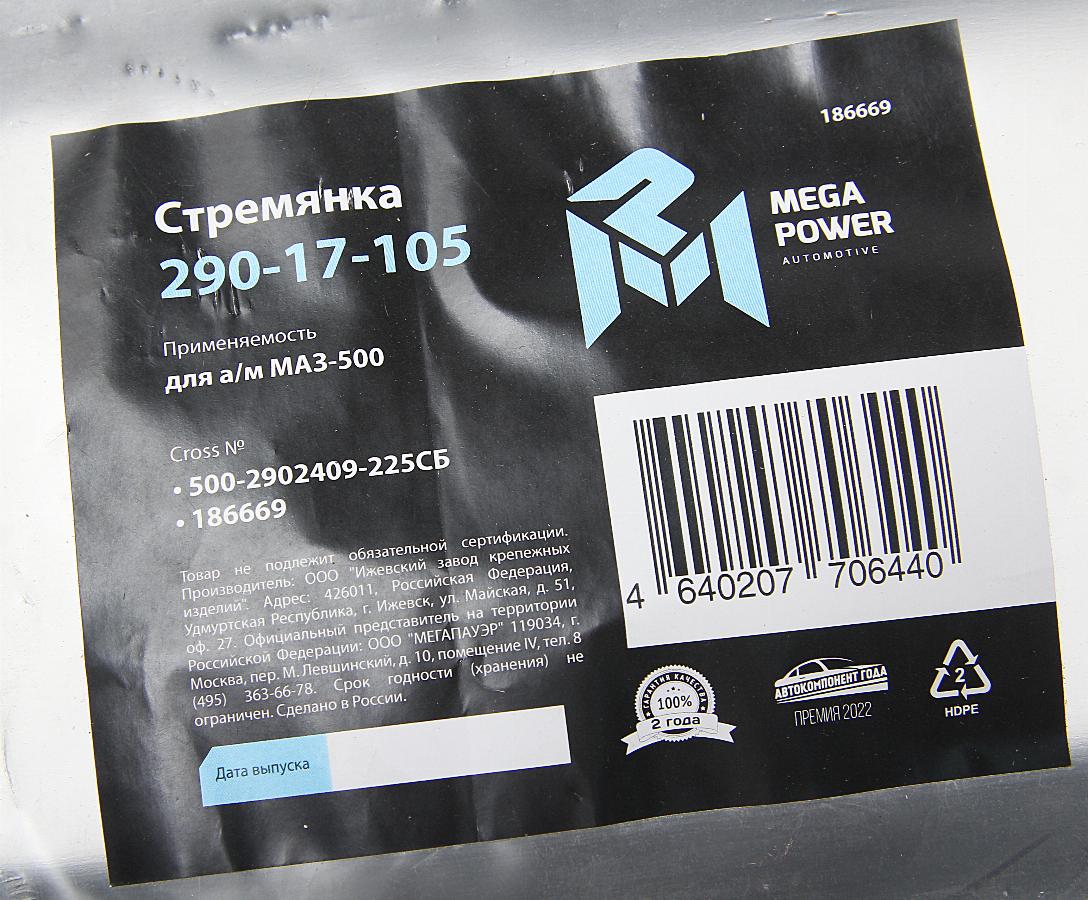 186669
Стремянка
290-17-105
MEGA
POWER
AUTOMOTIVE
Применяемость
для а/м МАЗ-500
Cross №
• 500-2902409-225СБ
• 186669
Товар не подлежит обязательной сертификации.
Производитель: ООО "Ижевский завод крепежных
изделий". Адрес: 426011, Российская Федерация,
Удмуртская Республика, г. Ижевск, ул. Майская, д. 51,
оф. 27. Официальный представитель на территории
Российской Федерации: ООО "МЕГАПАУЭР" 119034, г.
Москва, пер. М. Левшинский, д. 10, помещение IV, тел. 8
(495) 363-66-78. Срок годности (хранения) не
ограничен. Сделано в России.
Дата выпуска
4 640207 706440
ГАРАНТИЯ КАЧЕСТВА
100%
2 года
АВТОКОМПОНЕНТ ГОДА
ПРЕМИЯ 2022
2
HDPE